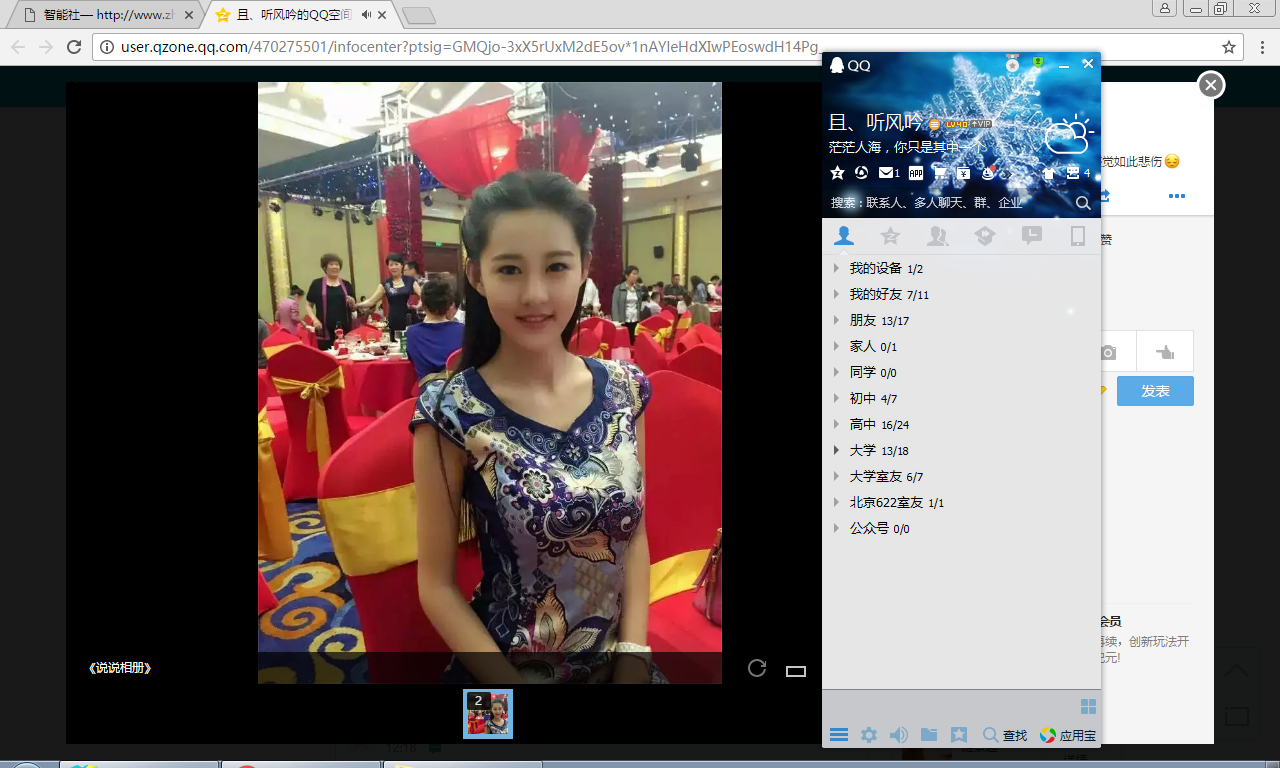 智能社— http://www.zh
且、听风吟的QQ空间
user.qzone.qq.com/470275501/infocenter?ptsig=GMQjo-3xX5rUxM2dE5ov*1nAYleHdXIwPEoswdH14Pg_
QQ
且、听风吟
LV40 VIP
茫茫人海，你只是其中一个
觉如此悲伤
1
APP
4
搜索：联系人、多人聊天、群、企业
赞
我的设备 1/2
我的好友 7/11
朋友 13/17
家人 0/1
同学 0/0
初中 4/7
高中 16/24
大学 13/18
大学室友 6/7
北京622室友 1/1
公众号 0/0
发表
会员
再续，创新玩法开
纪元!
《说说相册》
2
查找
应用宝
12:18